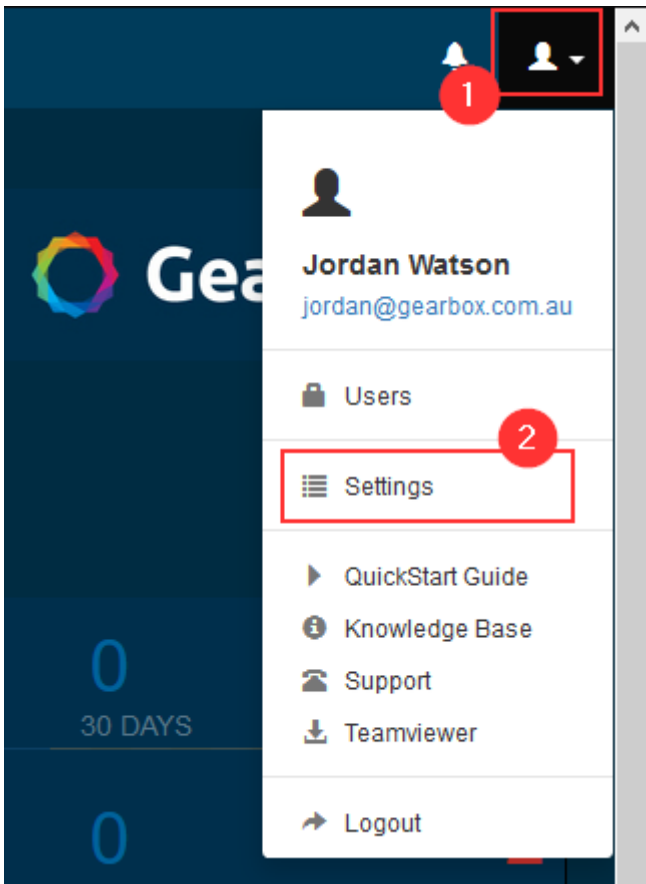 1
Gea
Jordan Watson
jordan@gearbox.com.au
Users
2
Settings
QuickStart Guide
Knowledge Base
0
Support
30 DAYS
Teamviewer
0
Logout